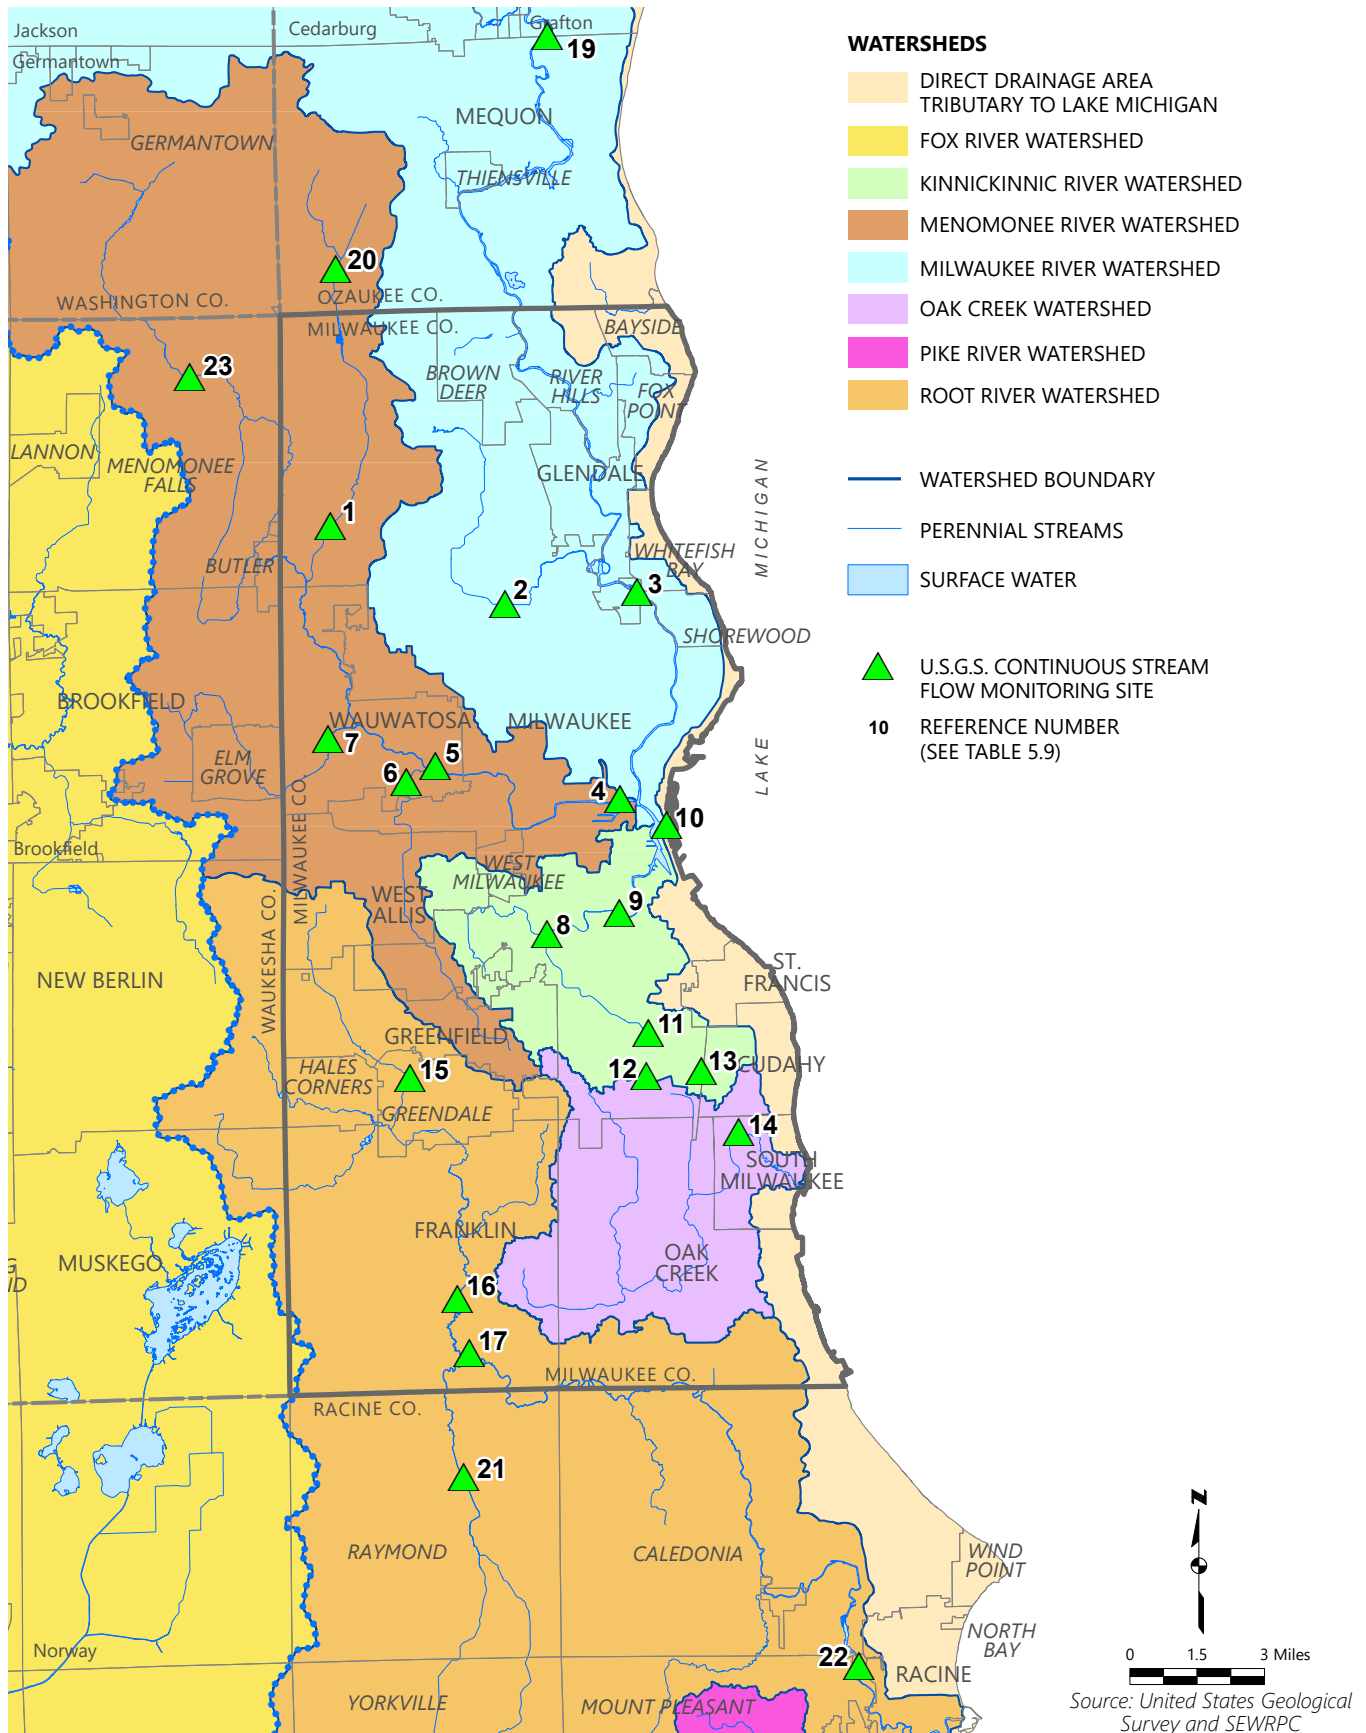 Jackson
Cedarburg
Grafton
19
Germantown
MEQUON
GERMANTOWN
THIENSVILLE
20
WASHINGTON CO.
OZAUKEE CO.
MILWAUKEE CO.
BAYSIDE
23
BROWN
DEER
RIVER
HILLS
FOX
POINT
LANNON
MENOMONEE
FALLS
GLENDALE
1
BUTLER
WHITEFISH
BAY
2
3
SHOREWOOD
BROOKFIELD
WAUWATOSA
MILWAUKEE
7
5
6
ELM
GROVE
4
10
MILWAUKEE CO.
Brookfield
WEST
MILWAUKEE
WEST
ALLIS
9
8
WAUKESHA CO.
NEW BERLIN
ST.
FRANCIS
11
GREENFIELD
HALES
CORNERS
15
12
13
CUDAHY
GREENDALE
14
SOUTH
MILWAUKEE
FRANKLIN
OAK
CREEK
MUSKEGO
G
ID
16
17
MILWAUKEE CO.
RACINE CO.
21
RAYMOND
CALEDONIA
WIND
POINT
NORTH
BAY
Norway
22
RACINE
YORKVILLE
MOUNT PLEASANT
LAKE MICHIGAN
WATERSHEDS
DIRECT DRAINAGE AREA
TRIBUTARY TO LAKE MICHIGAN
FOX RIVER WATERSHED
KINNICKINNIC RIVER WATERSHED
MENOMONEE RIVER WATERSHED
MILWAUKEE RIVER WATERSHED
OAK CREEK WATERSHED
PIKE RIVER WATERSHED
ROOT RIVER WATERSHED
WATERSHED BOUNDARY
PERENNIAL STREAMS
SURFACE WATER
U.S.G.S. CONTINUOUS STREAM
FLOW MONITORING SITE
10 REFERENCE NUMBER
(SEE TABLE 5.9)
N
0 1.5 3 Miles
Source: United States Geological
Survey and SEWRPC